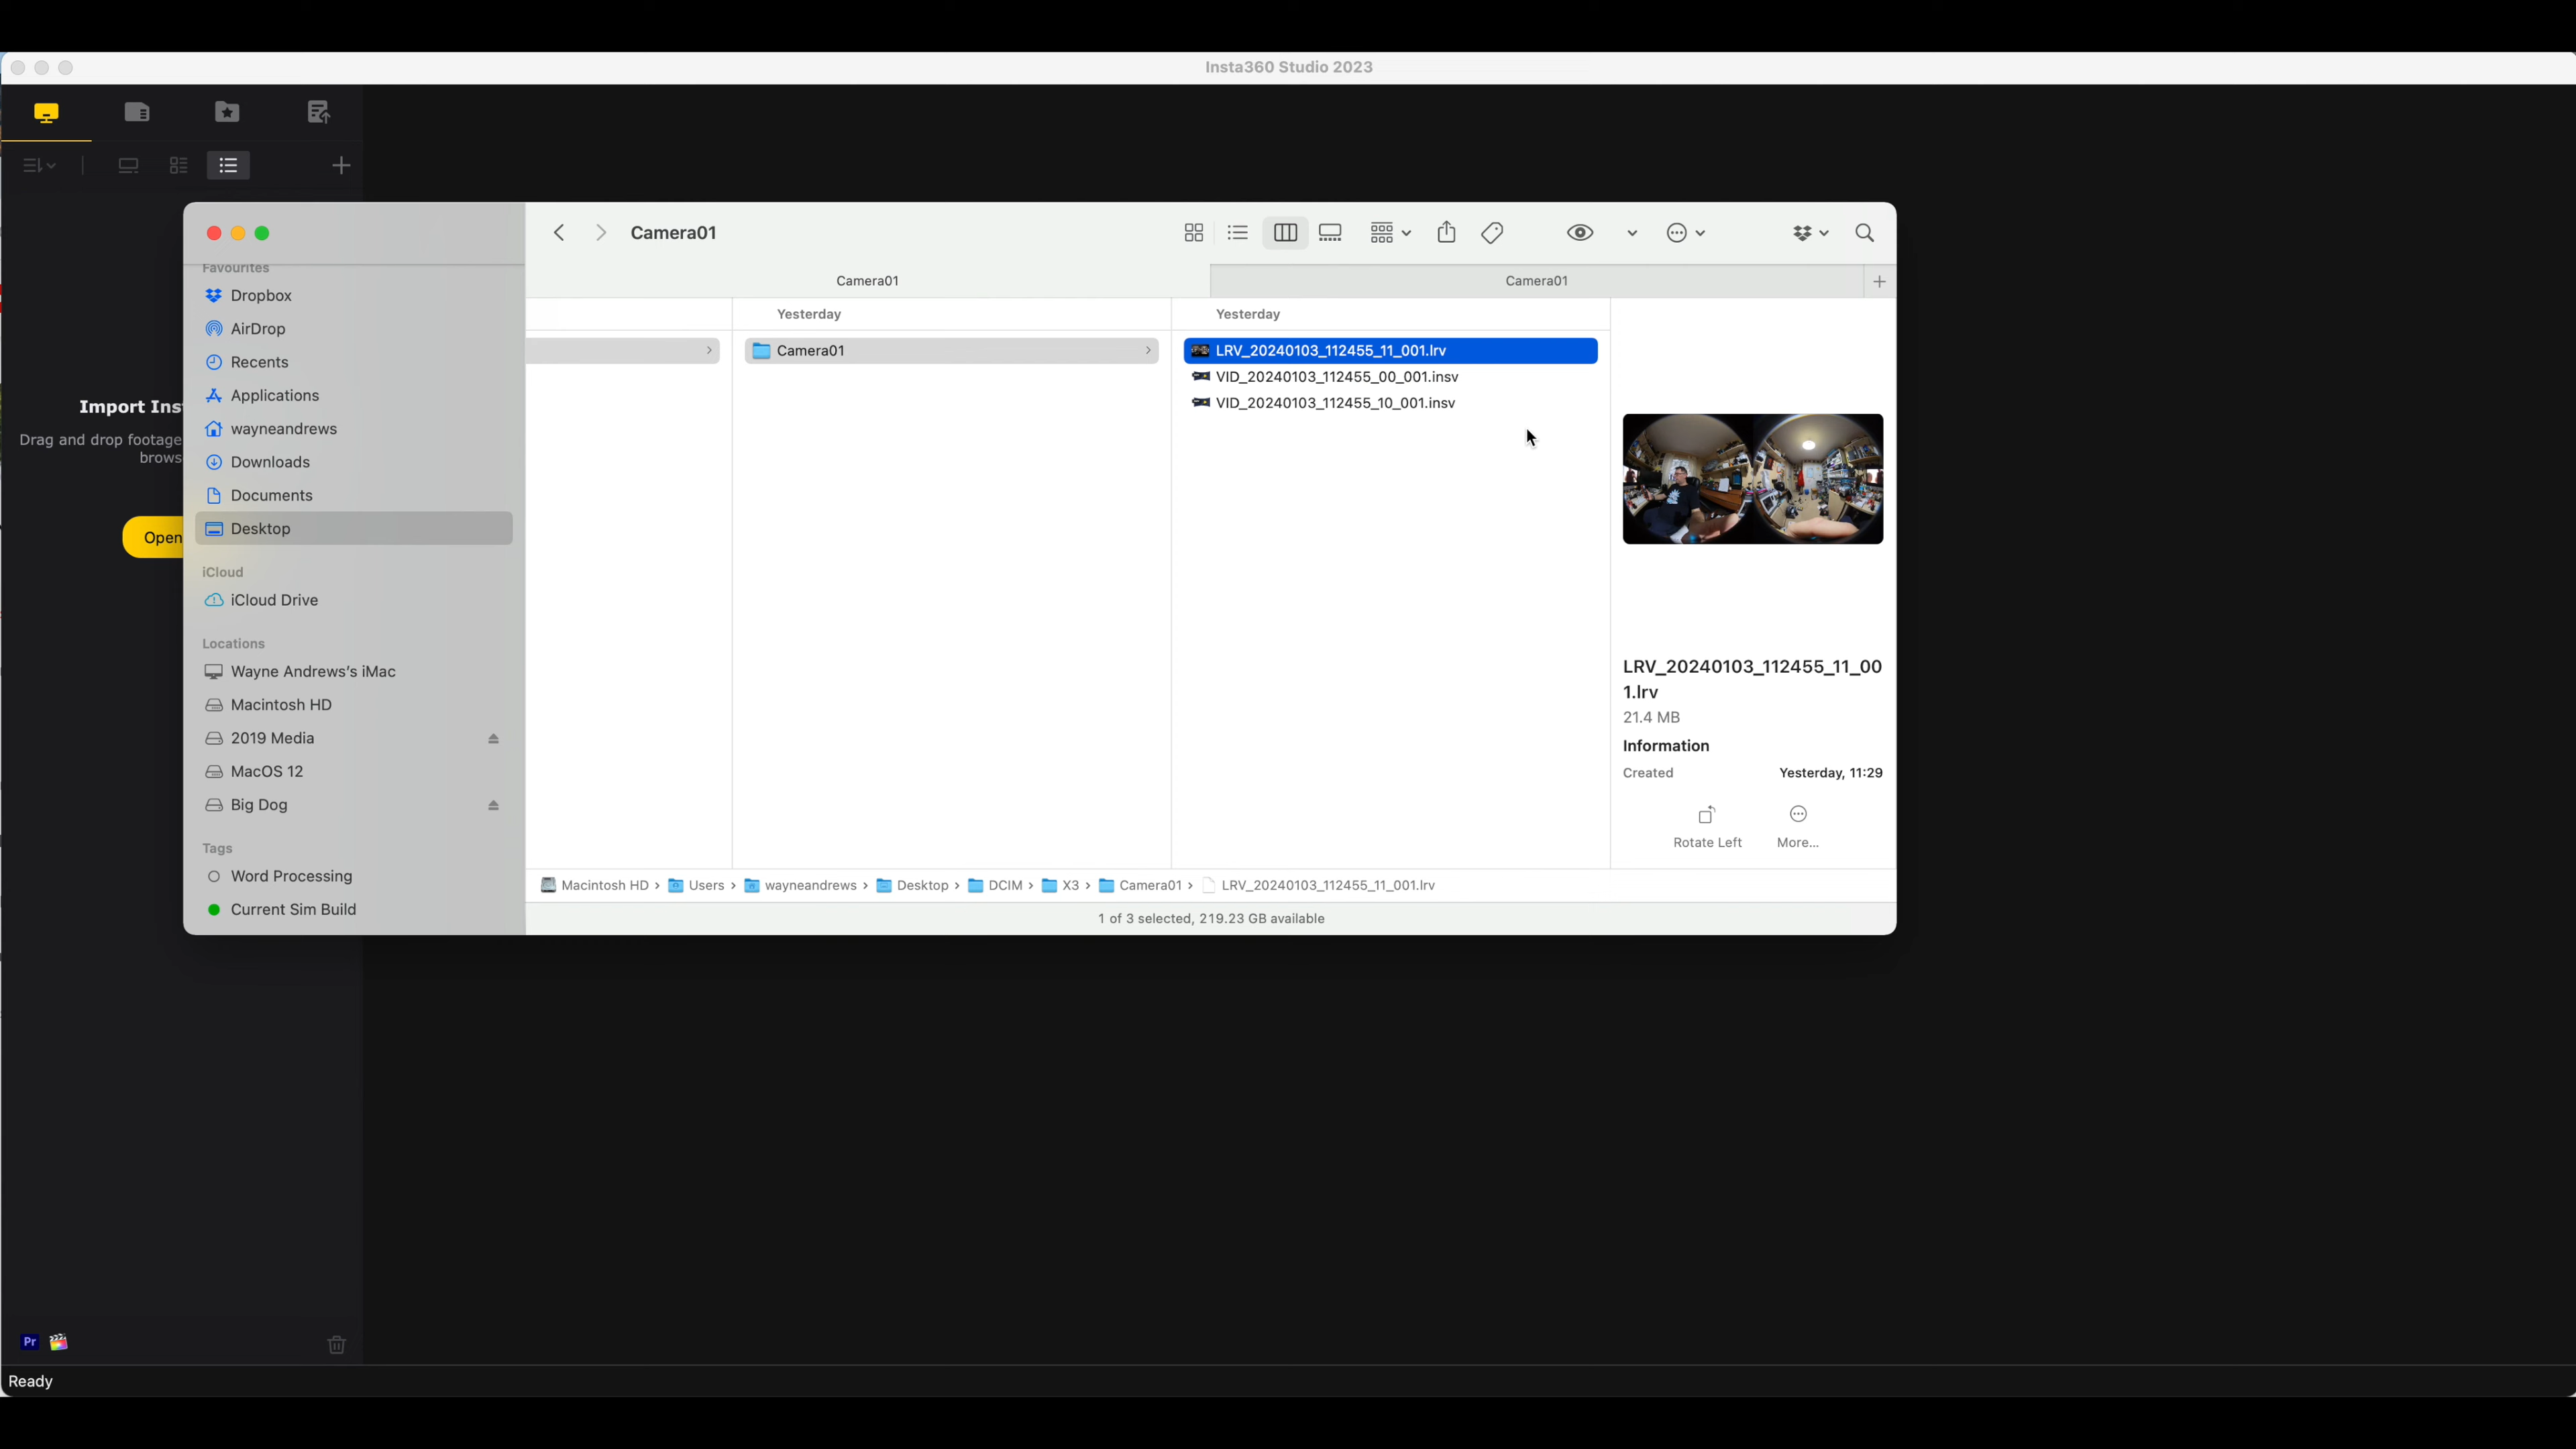 Insta360 Studio 2023
Import Ins
Drag and drop footage
brows
Open
Camera01
Camera01
Camera01
Favourites
Dropbox
AirDrop
Recents
Applications
wayneandrews
Downloads
Documents
Desktop
iCloud
iCloud Drive
Locations
Wayne Andrews's iMac
Macintosh HD
2019 Media
MacOS 12
Big Dog
Tags
Word Processing
Current Sim Build
Yesterday
Camera01
Yesterday
LRV_20240103_112455_11_001.lrv
VID_20240103_112455_00_001.insv
VID_20240103_112455_10_001.insv
LRV_20240103_112455_11_00
1.lrv
21.4 MB
Information
Created Yesterday, 11:29
Rotate Left More...
Macintosh HD › Users › wayneandrews › Desktop › DCIM › X3 › Camera01 › LRV_20240103_112455_11_001.lrv
1 of 3 selected, 219.23 GB available
Pr
Ready